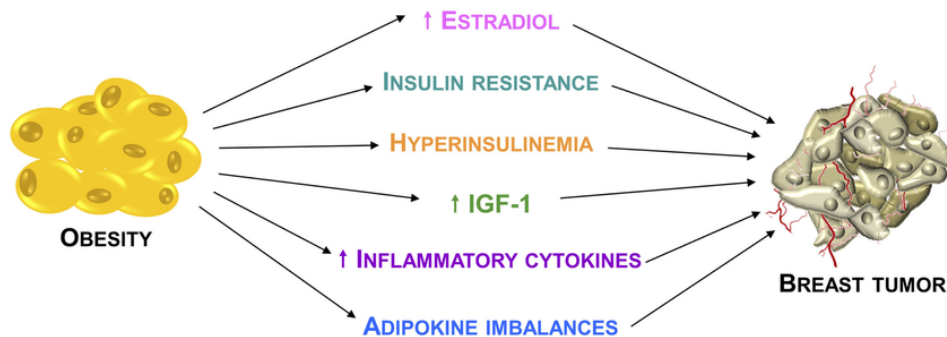 ↑ ESTRADIOL
INSULIN RESISTANCE
HYPERINSULINEMIA
↑ IGF-1
OBESITY
↑ INFLAMMATORY CYTOKINES
BREAST TUMOR
ADIPOKINE IMBALANCES